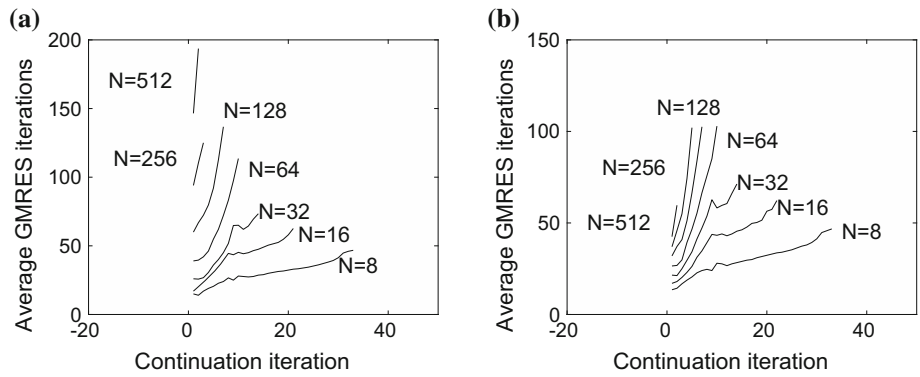 (a)
200
150
100
50
0
-20
0
20
40
Average GMRES iterations
Continuation iteration
N=512
N=128
N=256
N=64
N=32
N=16
N=8
(b)
150
100
50
0
-20
0
20
40
Average GMRES iterations
Continuation iteration
N=128
N=64
N=256
N=32
N=512
N=16
N=8